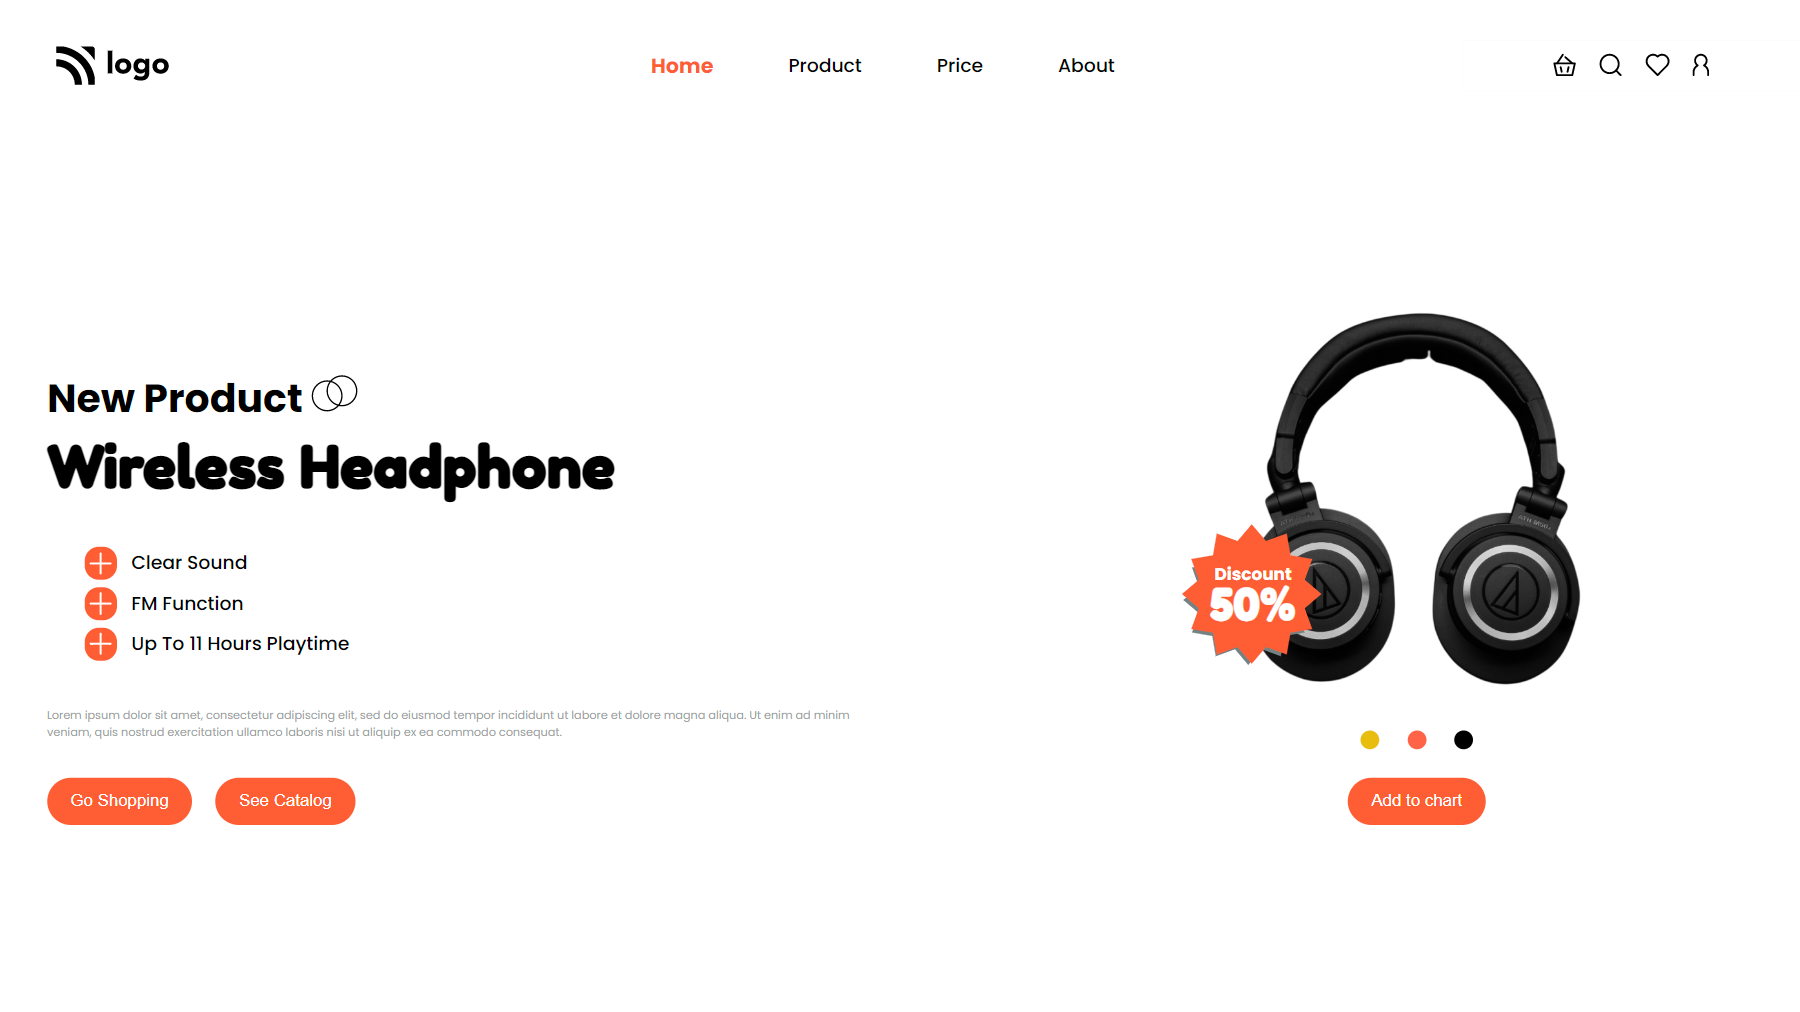 logo
Home Product Price About
New Product
Wireless Headphone
Clear Sound
FM Function
Up To 11 Hours Playtime
Lorem ipsum dolor sit amet, consectetur adipiscing elit, sed do eiusmod tempor incididunt ut labore et dolore magna aliqua. Ut enim ad minim
veniam, quis nostrud exercitation ullamco laboris nisi ut aliquip ex ea commodo consequat.
Go Shopping See Catalog
Discount
50%
Add to chart